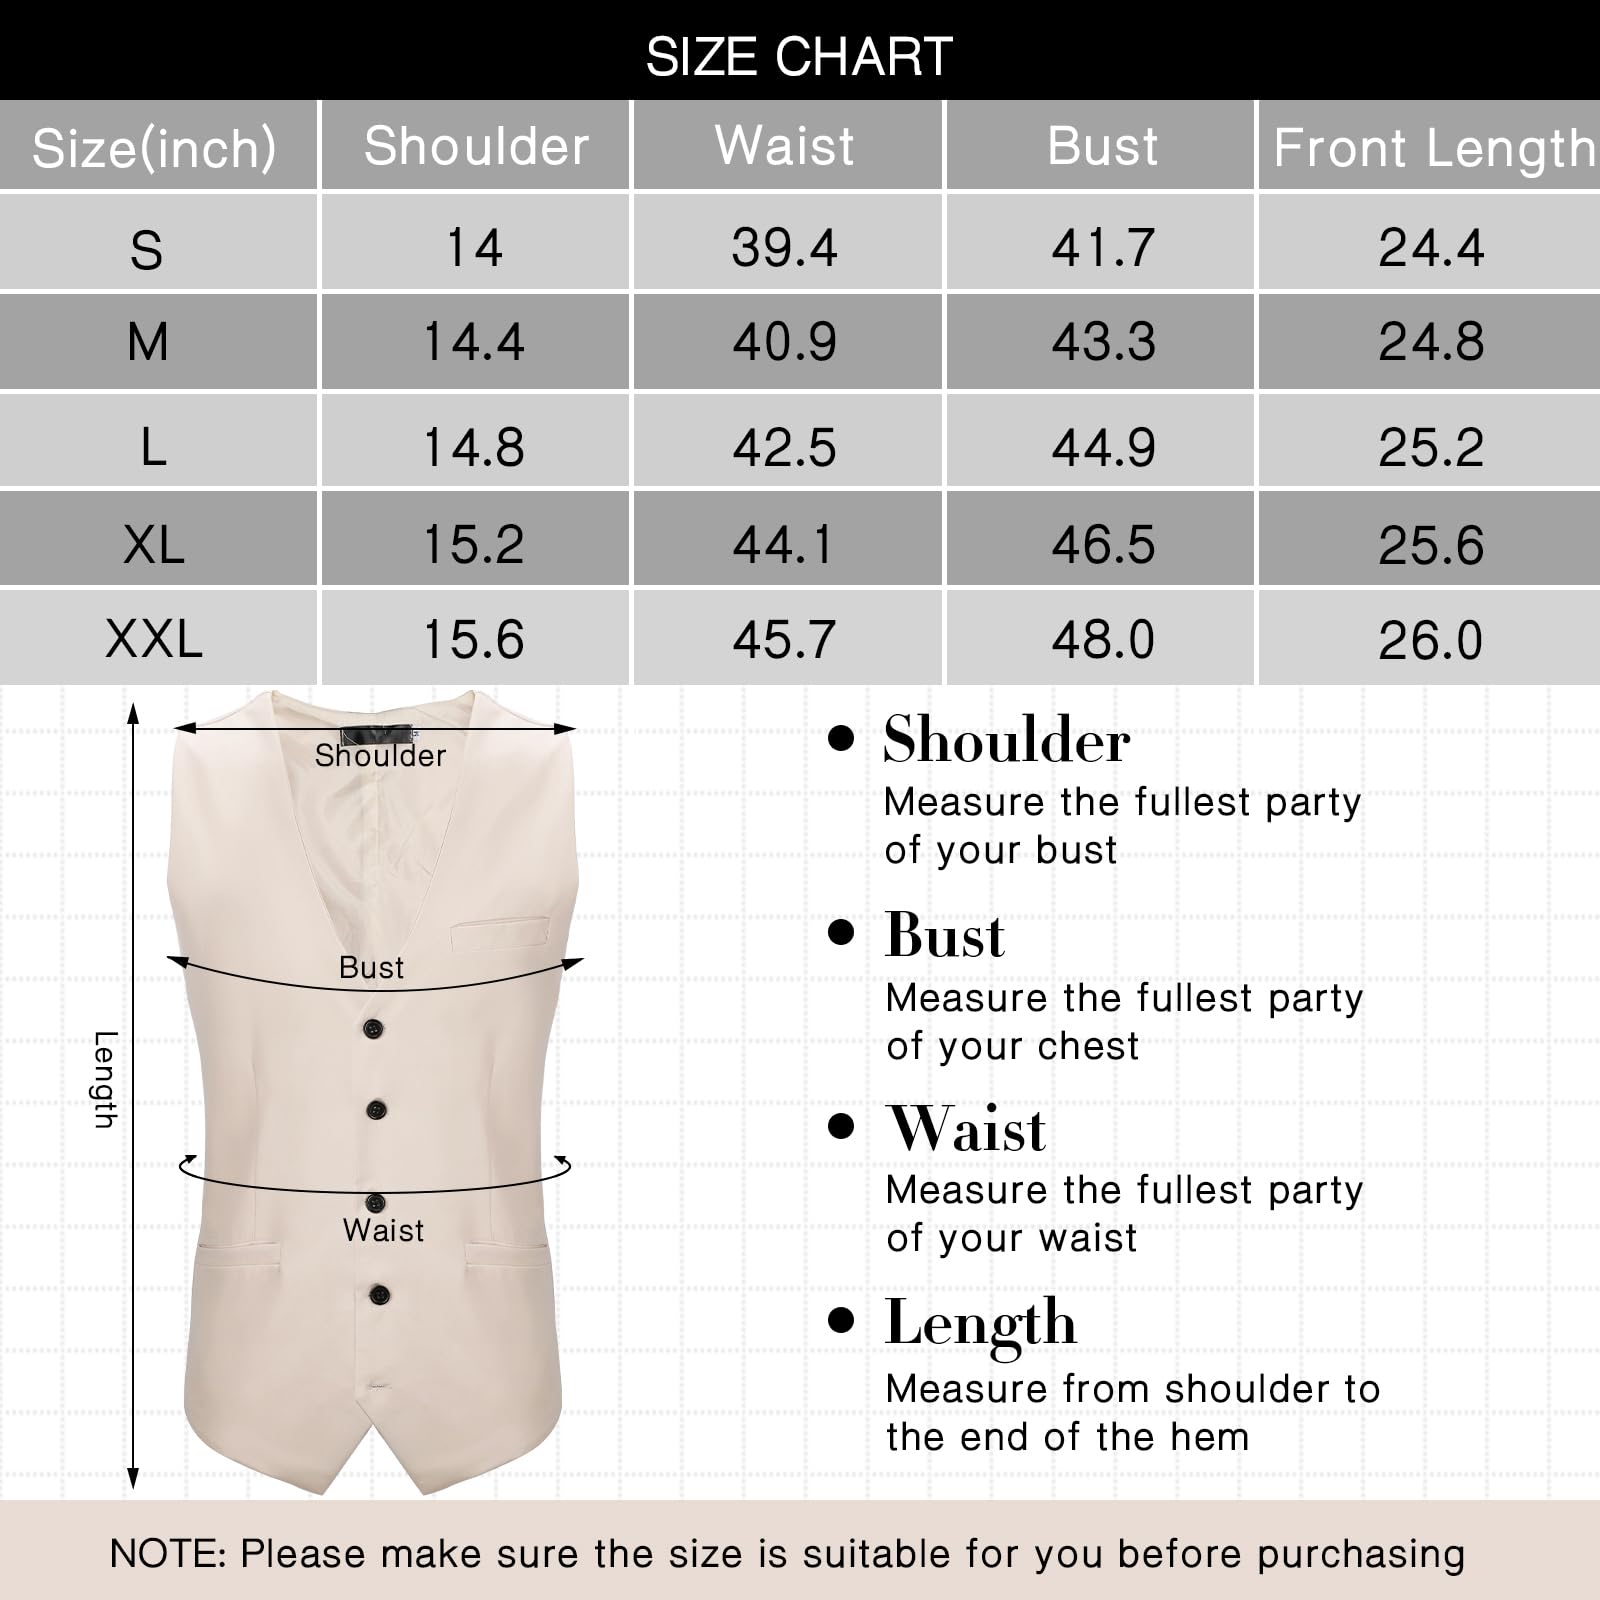 SIZE CHART
Size(inch) Shoulder Waist Bust Front Length
S 14 39.4 41.7 24.4
M 14.4 40.9 43.3 24.8
L 14.8 42.5 44.9 25.2
XL 15.2 44.1 46.5 25.6
XXL 15.6 45.7 48.0 26.0
Shoulder
Bust
Waist
Length
Shoulder
Measure the fullest party
of your bust
Bust
Measure the fullest party
of your chest
Waist
Measure the fullest party
of your waist
Length
Measure from shoulder to
the end of the hem
NOTE: Please make sure the size is suitable for you before purchasing